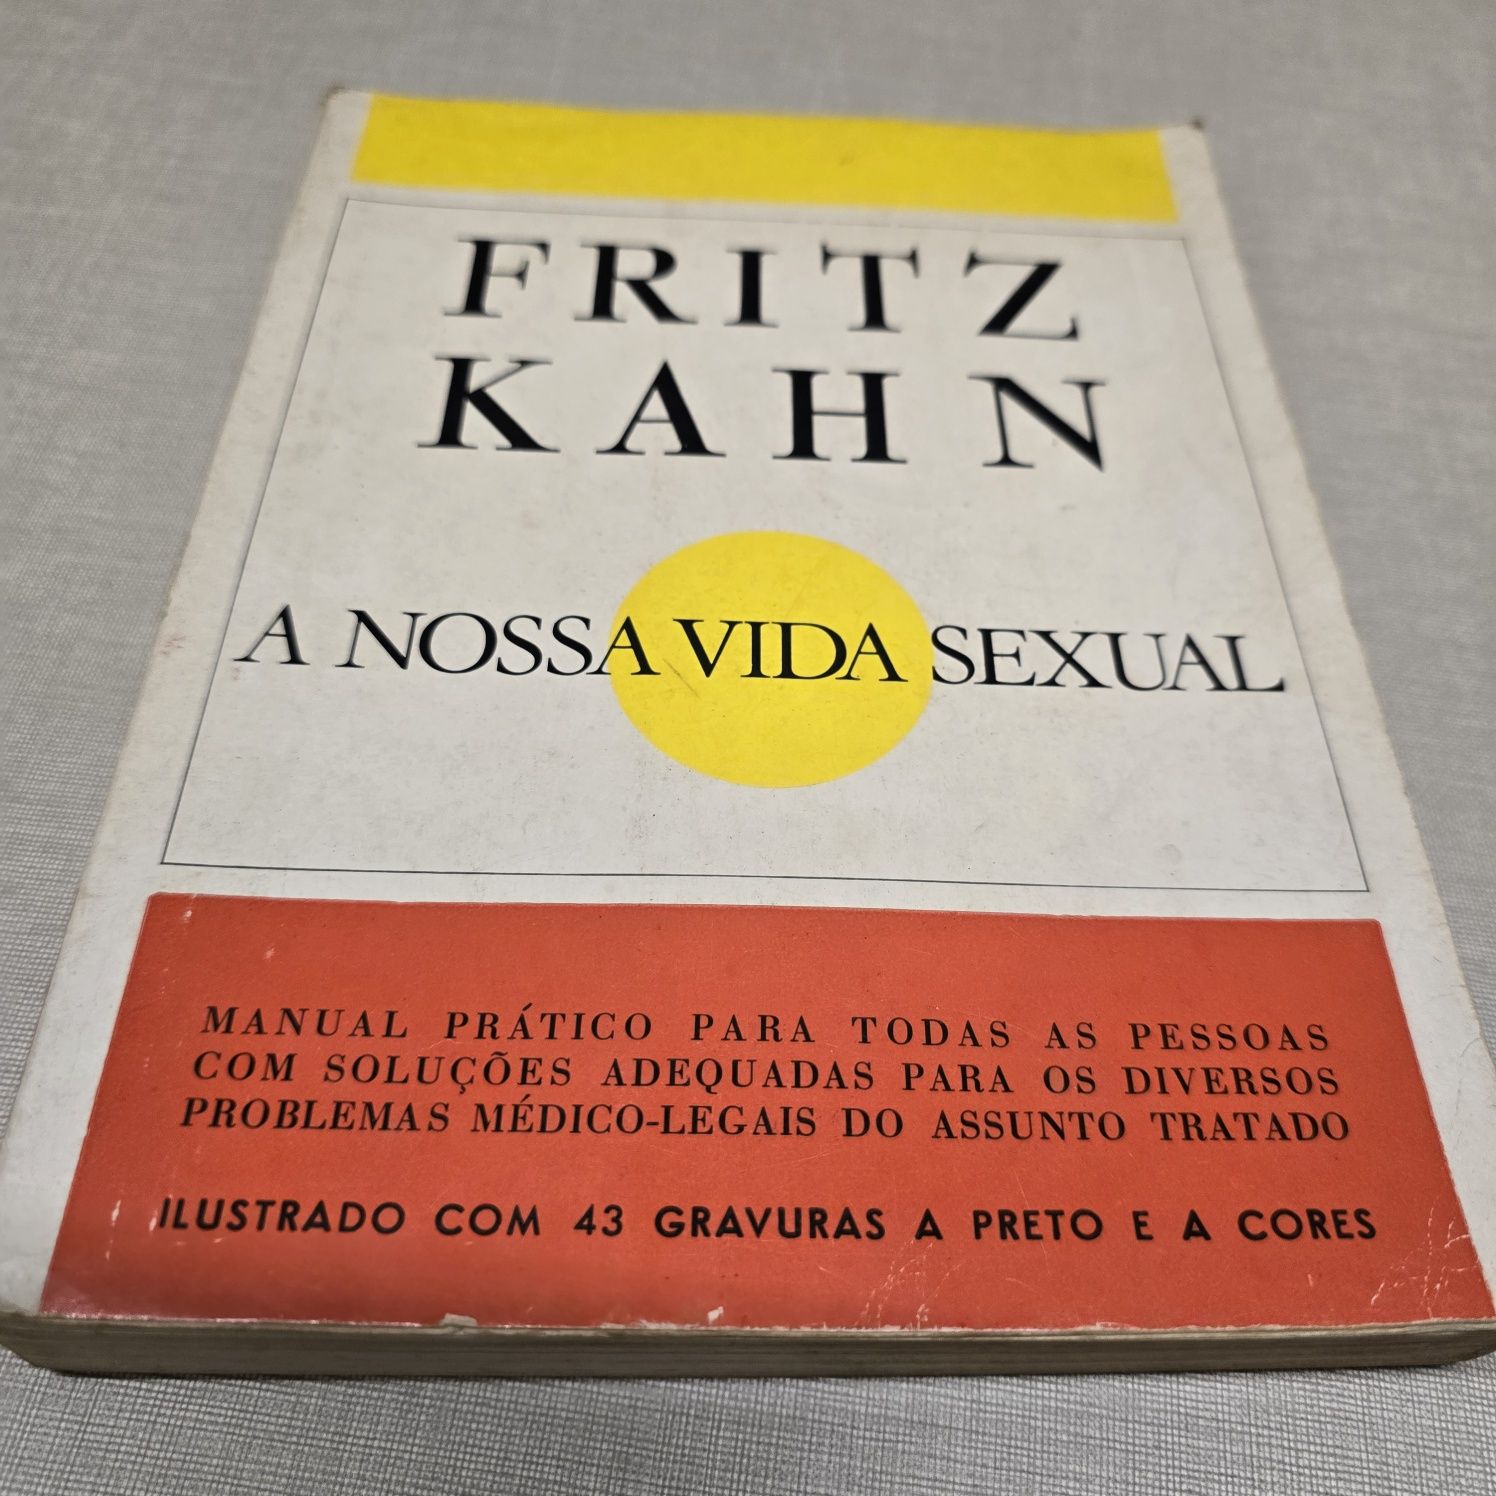 FRITZ
KAHN
A NOSSA VIDA SEXUAL
MANUAL PRÁTICO PARA TODAS AS PESSOAS
COM SOLUÇÕES ADEQUADAS PARA OS DIVERSOS
PROBLEMAS MÉDICO-LEGAIS DO ASSUNTO TRATADO
ILUSTRADO COM 43 GRAVURAS A PRETO E A CORES